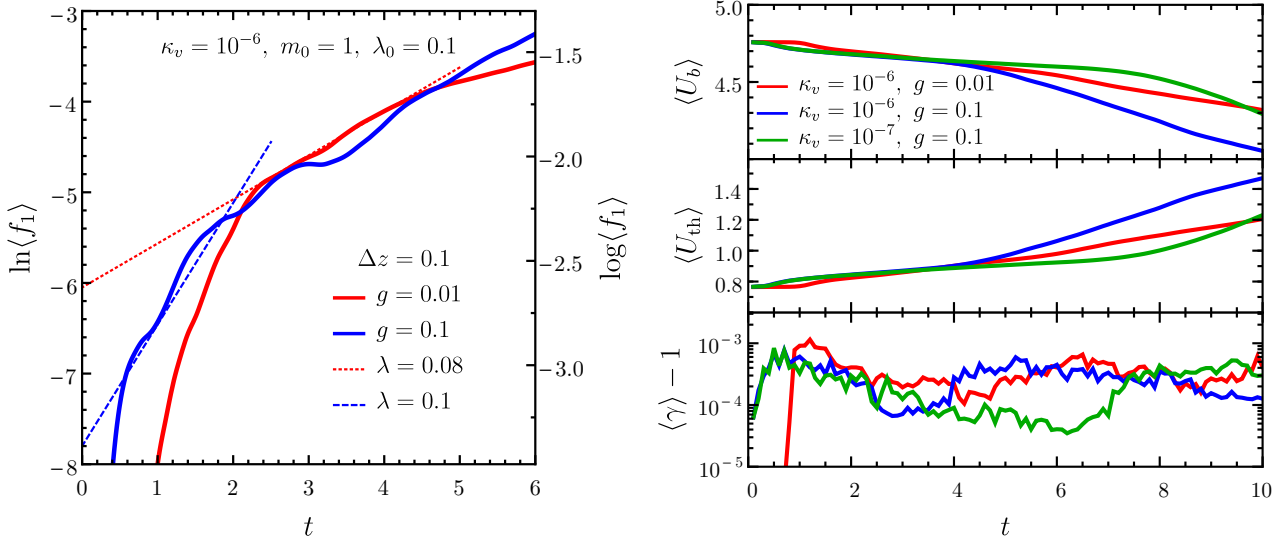 κ_v = 10⁻⁶, m₀ = 1, λ₀ = 0.1
−3
−4
−5
−6
−7
−8
ln⟨f₁⟩
0 1 2 3 4 5 6
t
−1.5
−2.0
−2.5
−3.0
log⟨f₁⟩
Δz = 0.1
g = 0.01
g = 0.1
λ = 0.08
λ = 0.1
5.0
4.5
⟨U_b⟩
κ_v = 10⁻⁶, g = 0.01
κ_v = 10⁻⁶, g = 0.1
κ_v = 10⁻⁷, g = 0.1
1.4
1.2
1.0
0.8
⟨U_th⟩
10⁻³
10⁻⁴
10⁻⁵
⟨γ⟩ − 1
0 2 4 6 8 10
t